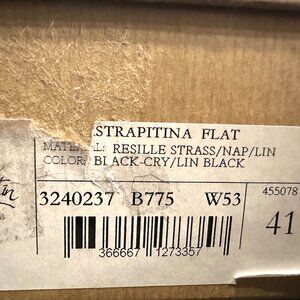 STRAPITINA FLAT
MATERIAL: RESILLE STRASS/NAP/LIN
COLOR: BLACK-CRY/LIN BLACK
3240237 B775 W53
455078
41
366667 1273357